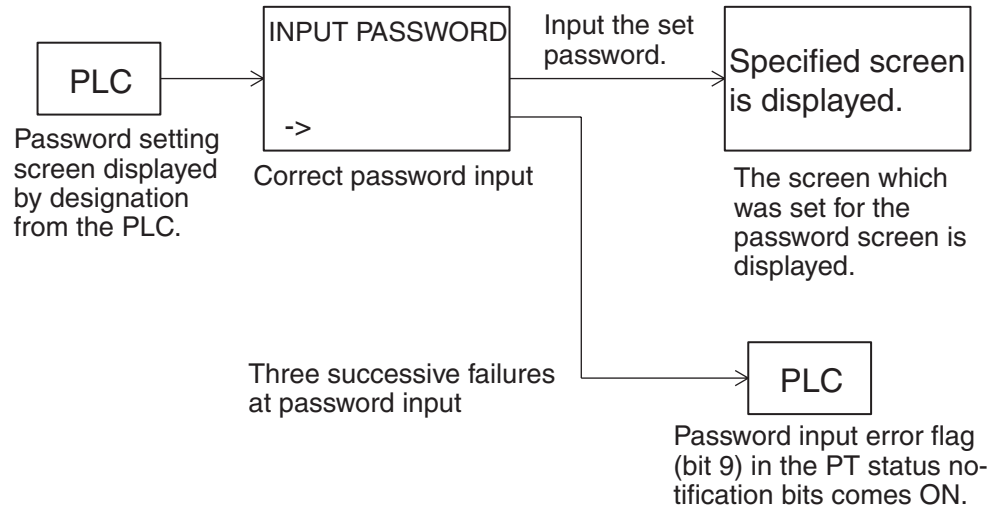 PLC
Password setting
screen displayed
by designation
from the PLC.
INPUT PASSWORD
->
Correct password input
Input the set
password.
Specified screen
is displayed.
The screen which
was set for the
password screen is
displayed.
Three successive failures
at password input
PLC
Password input error flag
(bit 9) in the PT status no-
tification bits comes ON.